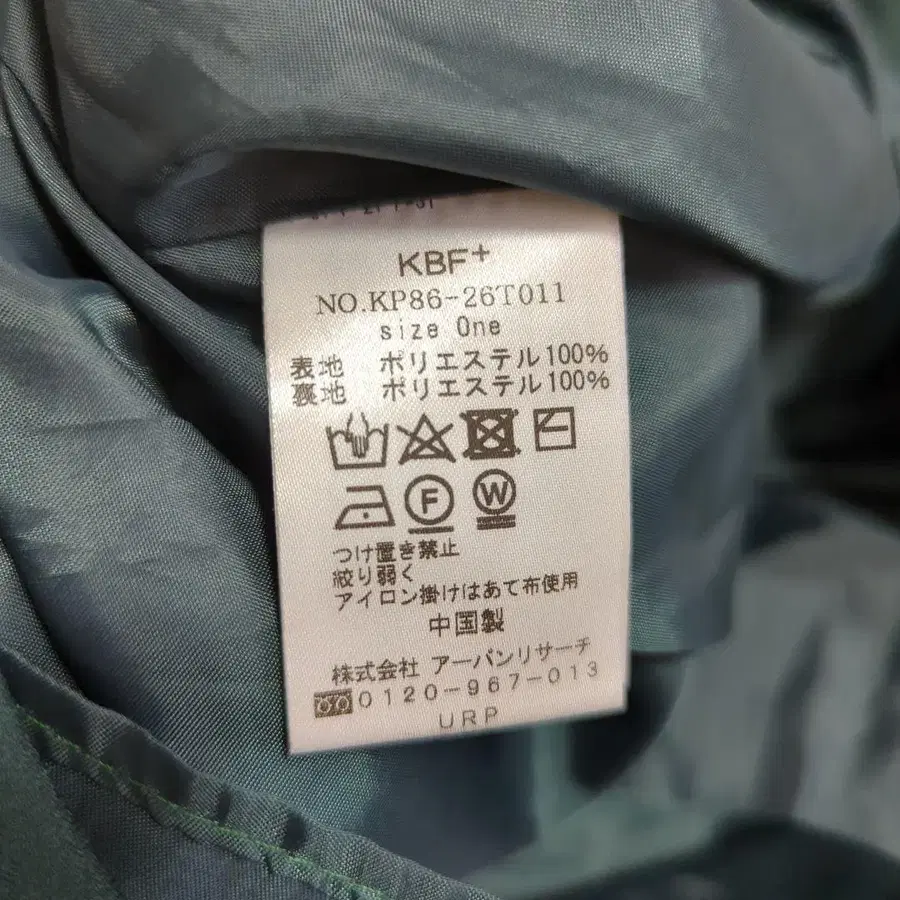 KBF+
NO.KP86-26T011
size One
表地 ポリエステル100%
裏地 ポリエステル100%
F W
つけ置き禁止
絞り弱く
アイロン掛けはあて布使用
中国製
株式会社 アーバンリサーチ
0120-967-013
URP